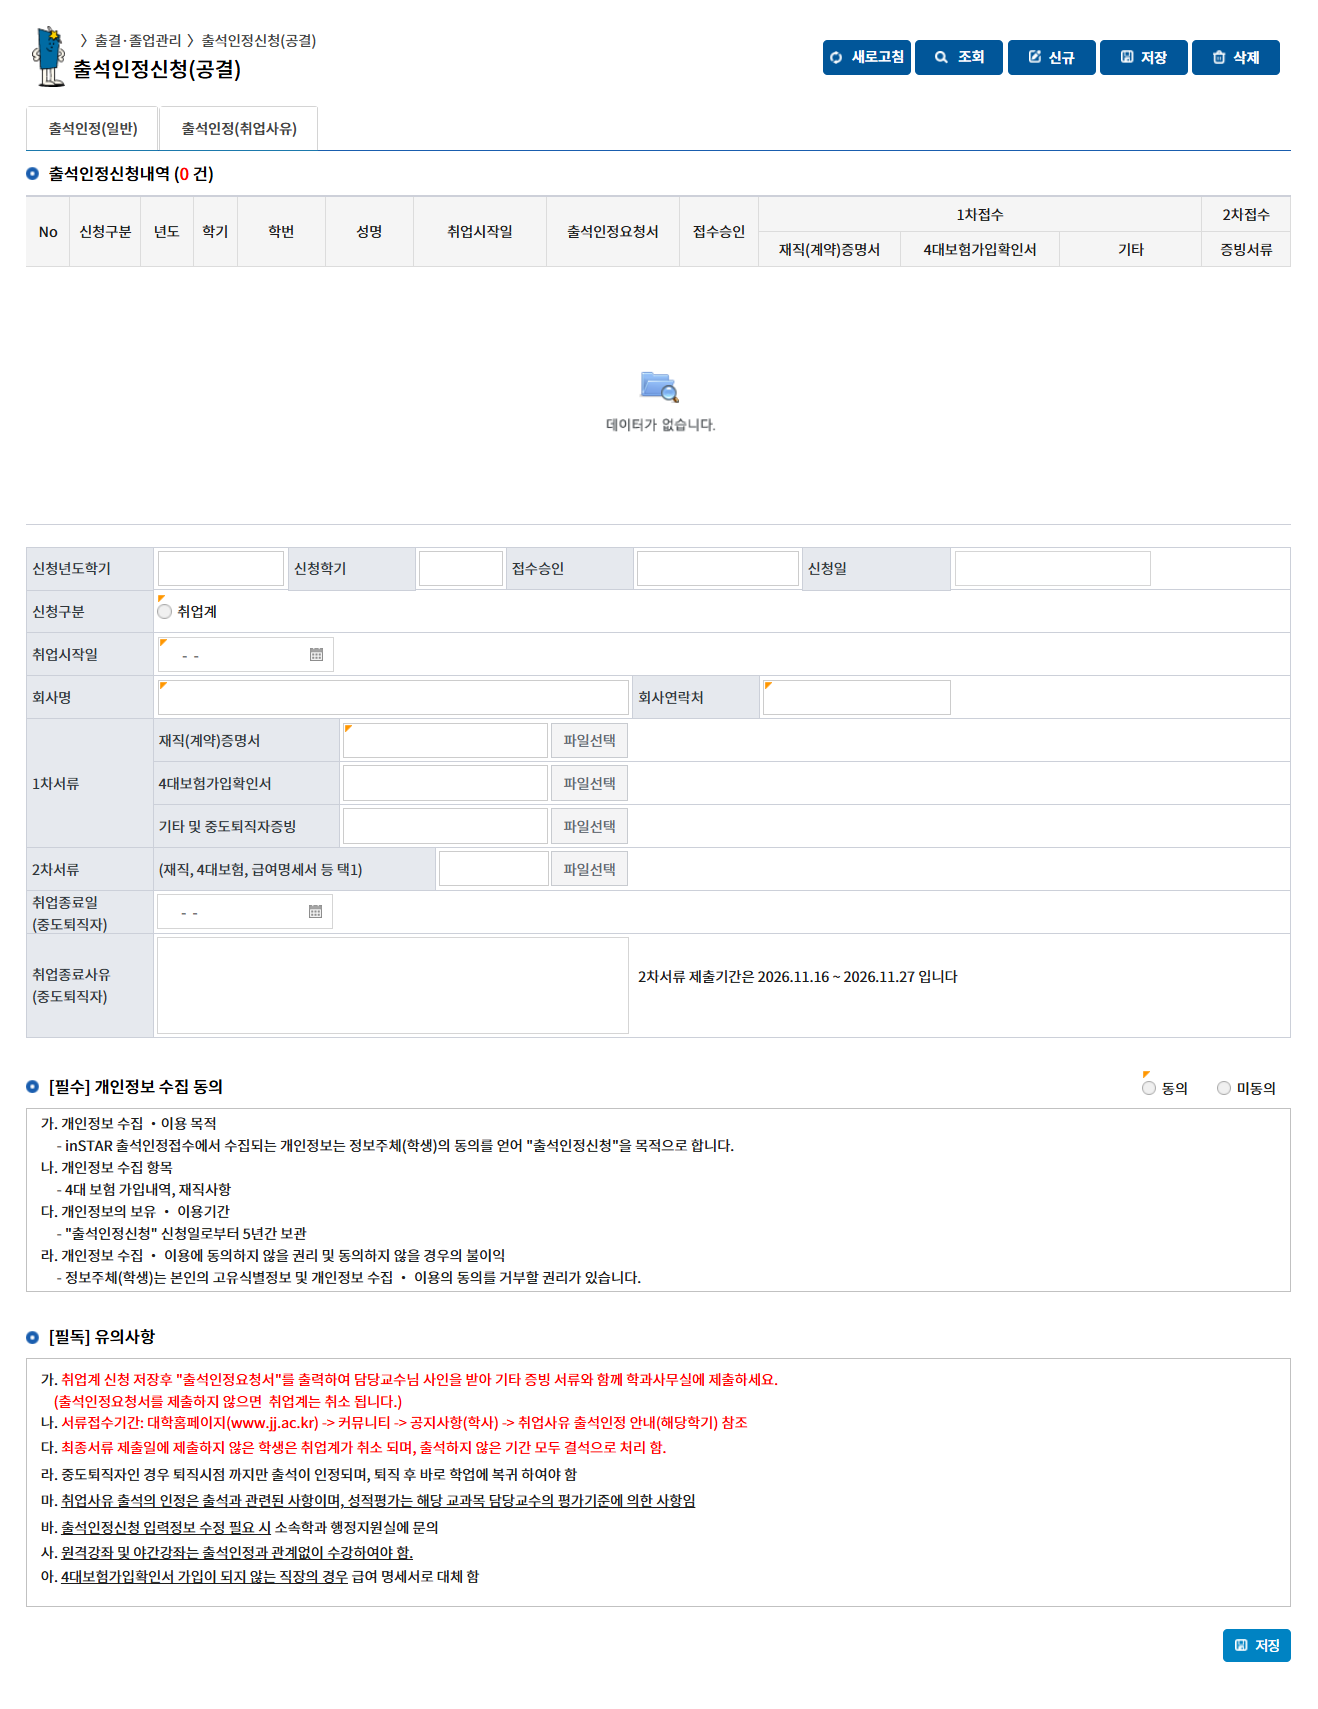 〉 출결·졸업관리 〉 출석인정신청(공결)
출석인정신청(공결)
새로고침 조회 신규 저장 삭제
출석인정(일반) 출석인정(취업사유)
출석인정신청내역 (0 건)
No 신청구분 년도 학기 학번 성명 취업시작일 출석인정요청서 접수승인 1차접수 2차접수
재직(계약)증명서 4대보험가입확인서 기타 증빙서류
데이터가 없습니다.
신청년도학기 신청학기 접수승인 신청일
신청구분 취업계
취업시작일 - -
회사명 회사연락처
1차서류 재직(계약)증명서 파일선택
4대보험가입확인서 파일선택
기타 및 중도퇴직자증빙 파일선택
2차서류 (재직, 4대보험, 급여명세서 등 택1) 파일선택
취업종료일
(중도퇴직자) - -
취업종료사유
(중도퇴직자)
2차서류 제출기간은 2026.11.16 ~ 2026.11.27 입니다
[필수] 개인정보 수집 동의 동의 미동의
가. 개인정보 수집 ・이용 목적
- inSTAR 출석인정접수에서 수집되는 개인정보는 정보주체(학생)의 동의를 얻어 "출석인정신청"을 목적으로 합니다.
나. 개인정보 수집 항목
- 4대 보험 가입내역, 재직사항
다. 개인정보의 보유 ・ 이용기간
- "출석인정신청" 신청일로부터 5년간 보관
라. 개인정보 수집 ・ 이용에 동의하지 않을 권리 및 동의하지 않을 경우의 불이익
- 정보주체(학생)는 본인의 고유식별정보 및 개인정보 수집 ・ 이용의 동의를 거부할 권리가 있습니다.
[필독] 유의사항
가. 취업계 신청 저장후 "출석인정요청서"를 출력하여 담당교수님 사인을 받아 기타 증빙 서류와 함께 학과사무실에 제출하세요.
(출석인정요청서를 제출하지 않으면 취업계는 취소 됩니다.)
나. 서류접수기간: 대학홈페이지(www.jj.ac.kr) -> 커뮤니티 -> 공지사항(학사) -> 취업사유 출석인정 안내(해당학기) 참조
다. 최종서류 제출일에 제출하지 않은 학생은 취업계가 취소 되며, 출석하지 않은 기간 모두 결석으로 처리 함.
라. 중도퇴직자인 경우 퇴직시점 까지만 출석이 인정되며, 퇴직 후 바로 학업에 복귀 하여야 함
마. 취업사유 출석의 인정은 출석과 관련된 사항이며, 성적평가는 해당 교과목 담당교수의 평가기준에 의한 사항임
바. 출석인정신청 입력정보 수정 필요 시 소속학과 행정지원실에 문의
사. 원격강좌 및 야간강좌는 출석인정과 관계없이 수강하여야 함.
아. 4대보험가입확인서 가입이 되지 않는 직장의 경우 급여 명세서로 대체 함
저장